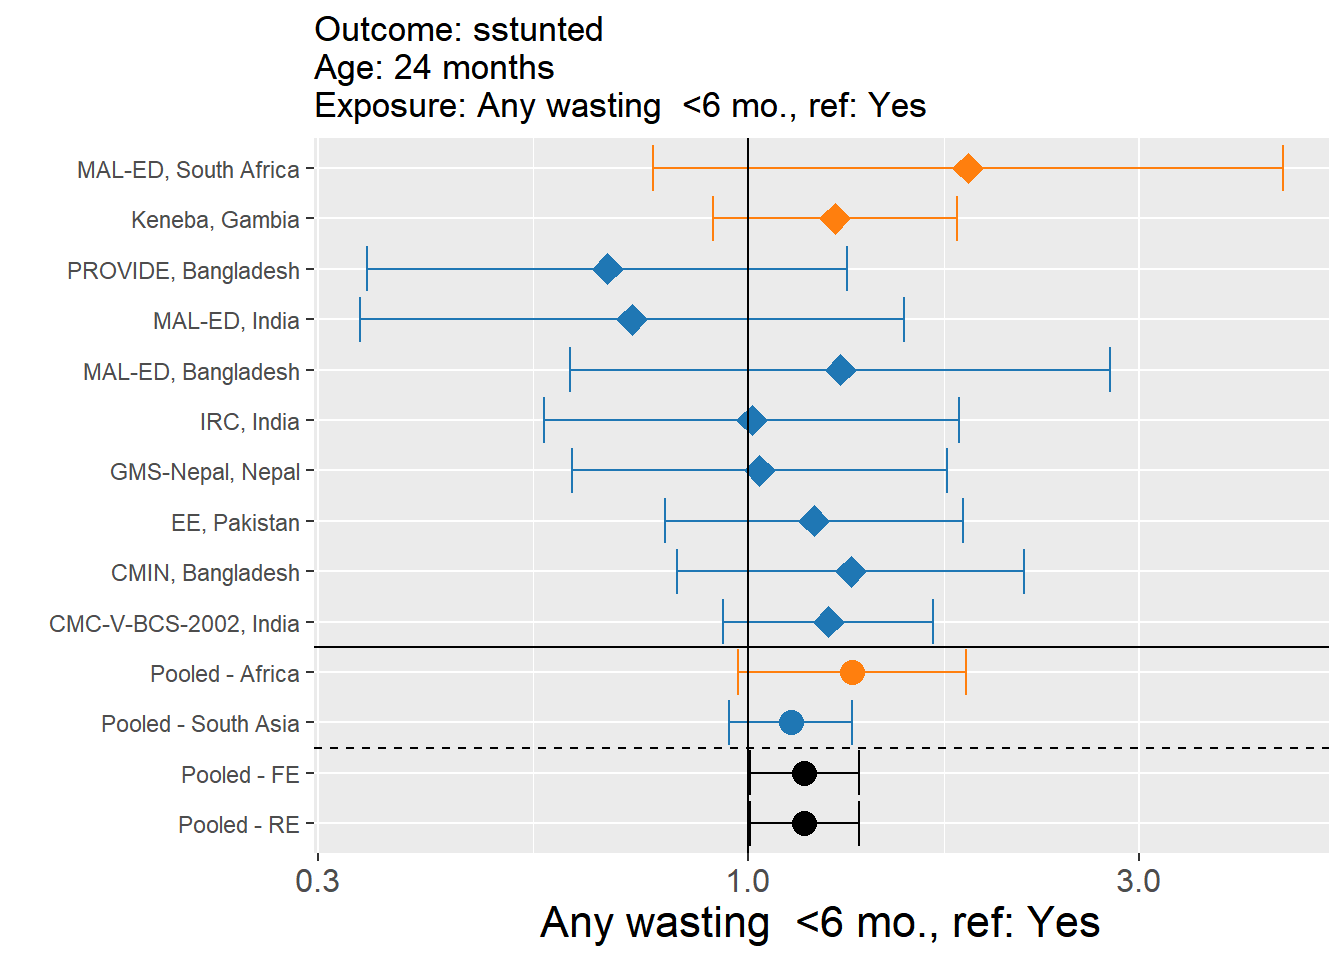 Outcome: sstunted
Age: 24 months
Exposure: Any wasting  <6 mo., ref: Yes
MAL-ED, South Africa
Keneba, Gambia
PROVIDE, Bangladesh
MAL-ED, India
MAL-ED, Bangladesh
IRC, India
GMS-Nepal, Nepal
EE, Pakistan
CMIN, Bangladesh
CMC-V-BCS-2002, India
Pooled - Africa
Pooled - South Asia
Pooled - FE
Pooled - RE
0.3 1.0 3.0
Any wasting  <6 mo., ref: Yes